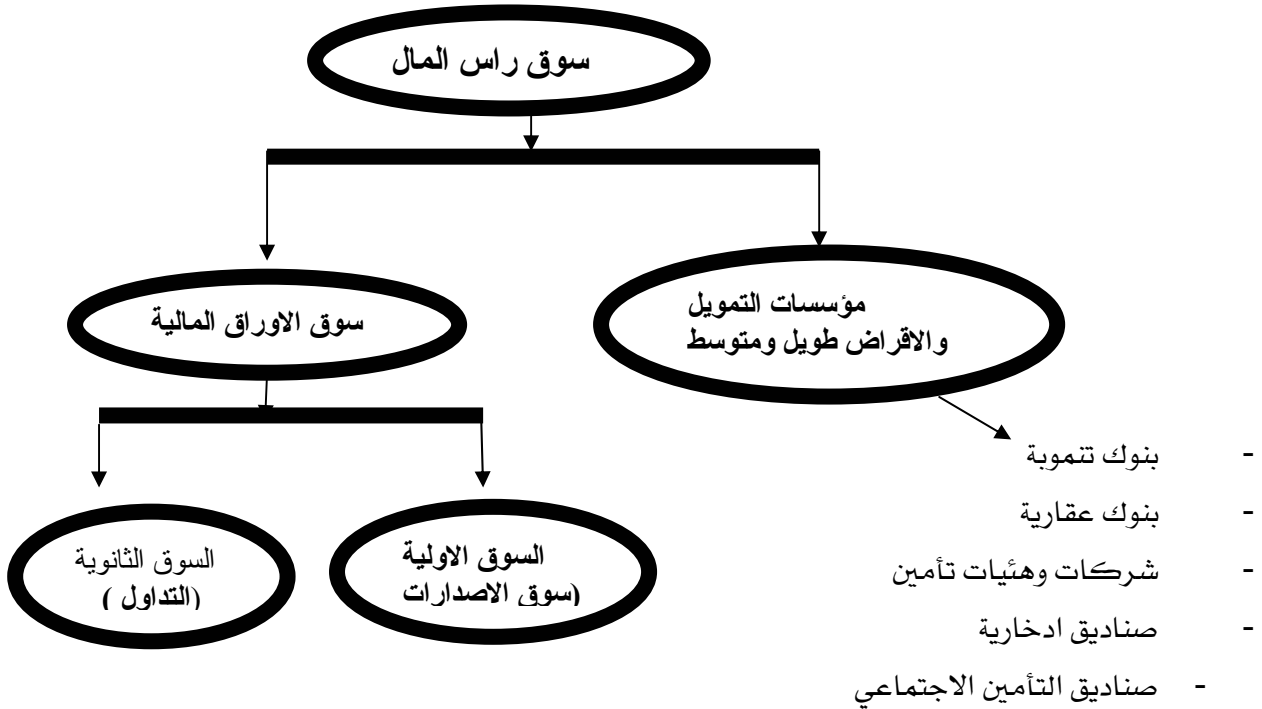 سوق راس المال
مؤسسات التمويل
والاقراض طويل ومتوسط
سوق الاوراق المالية
- بنوك تنموبة
- بنوك عقارية
- شركات وهئيات تأمين
- صناديق ادخارية
- صناديق التأمين الاجتماعي
السوق الاولية
(سوق الاصدارات
السوق الثانوية
(التداول )